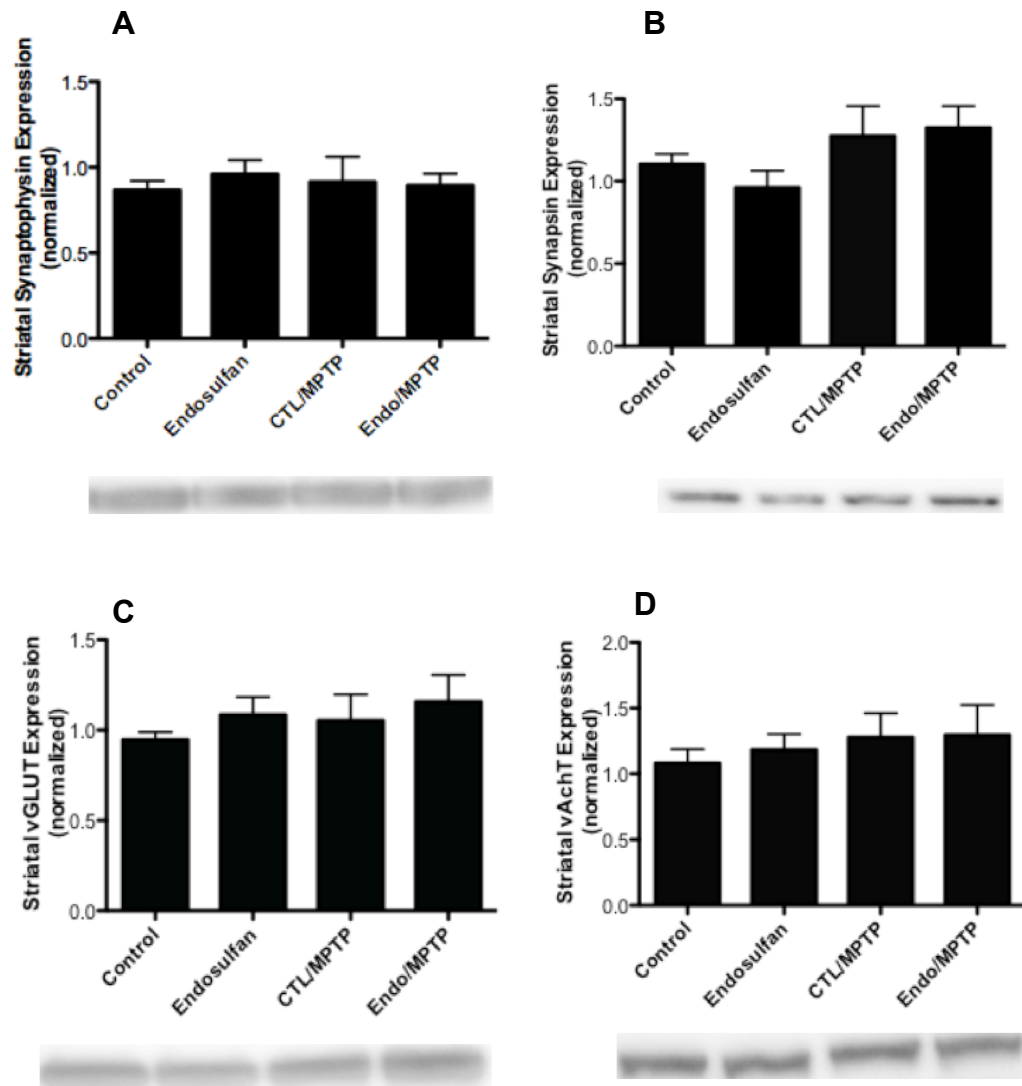 A
Striatal Synaptophysin Expression
(normalized)
1.5
1.0
0.5
0.0
Control
Endosulfan
CTL/MPTP
Endo/MPTP
B
Striatal Synapsin Expression
(normalized)
1.5
1.0
0.5
0.0
Control
Endosulfan
CTL/MPTP
Endo/MPTP
C
Striatal vGLUT Expression
(normalized)
1.5
1.0
0.5
0.0
Control
Endosulfan
CTL/MPTP
Endo/MPTP
D
Striatal vAchT Expression
(normalized)
2.0
1.5
1.0
0.5
0.0
Control
Endosulfan
CTL/MPTP
Endo/MPTP